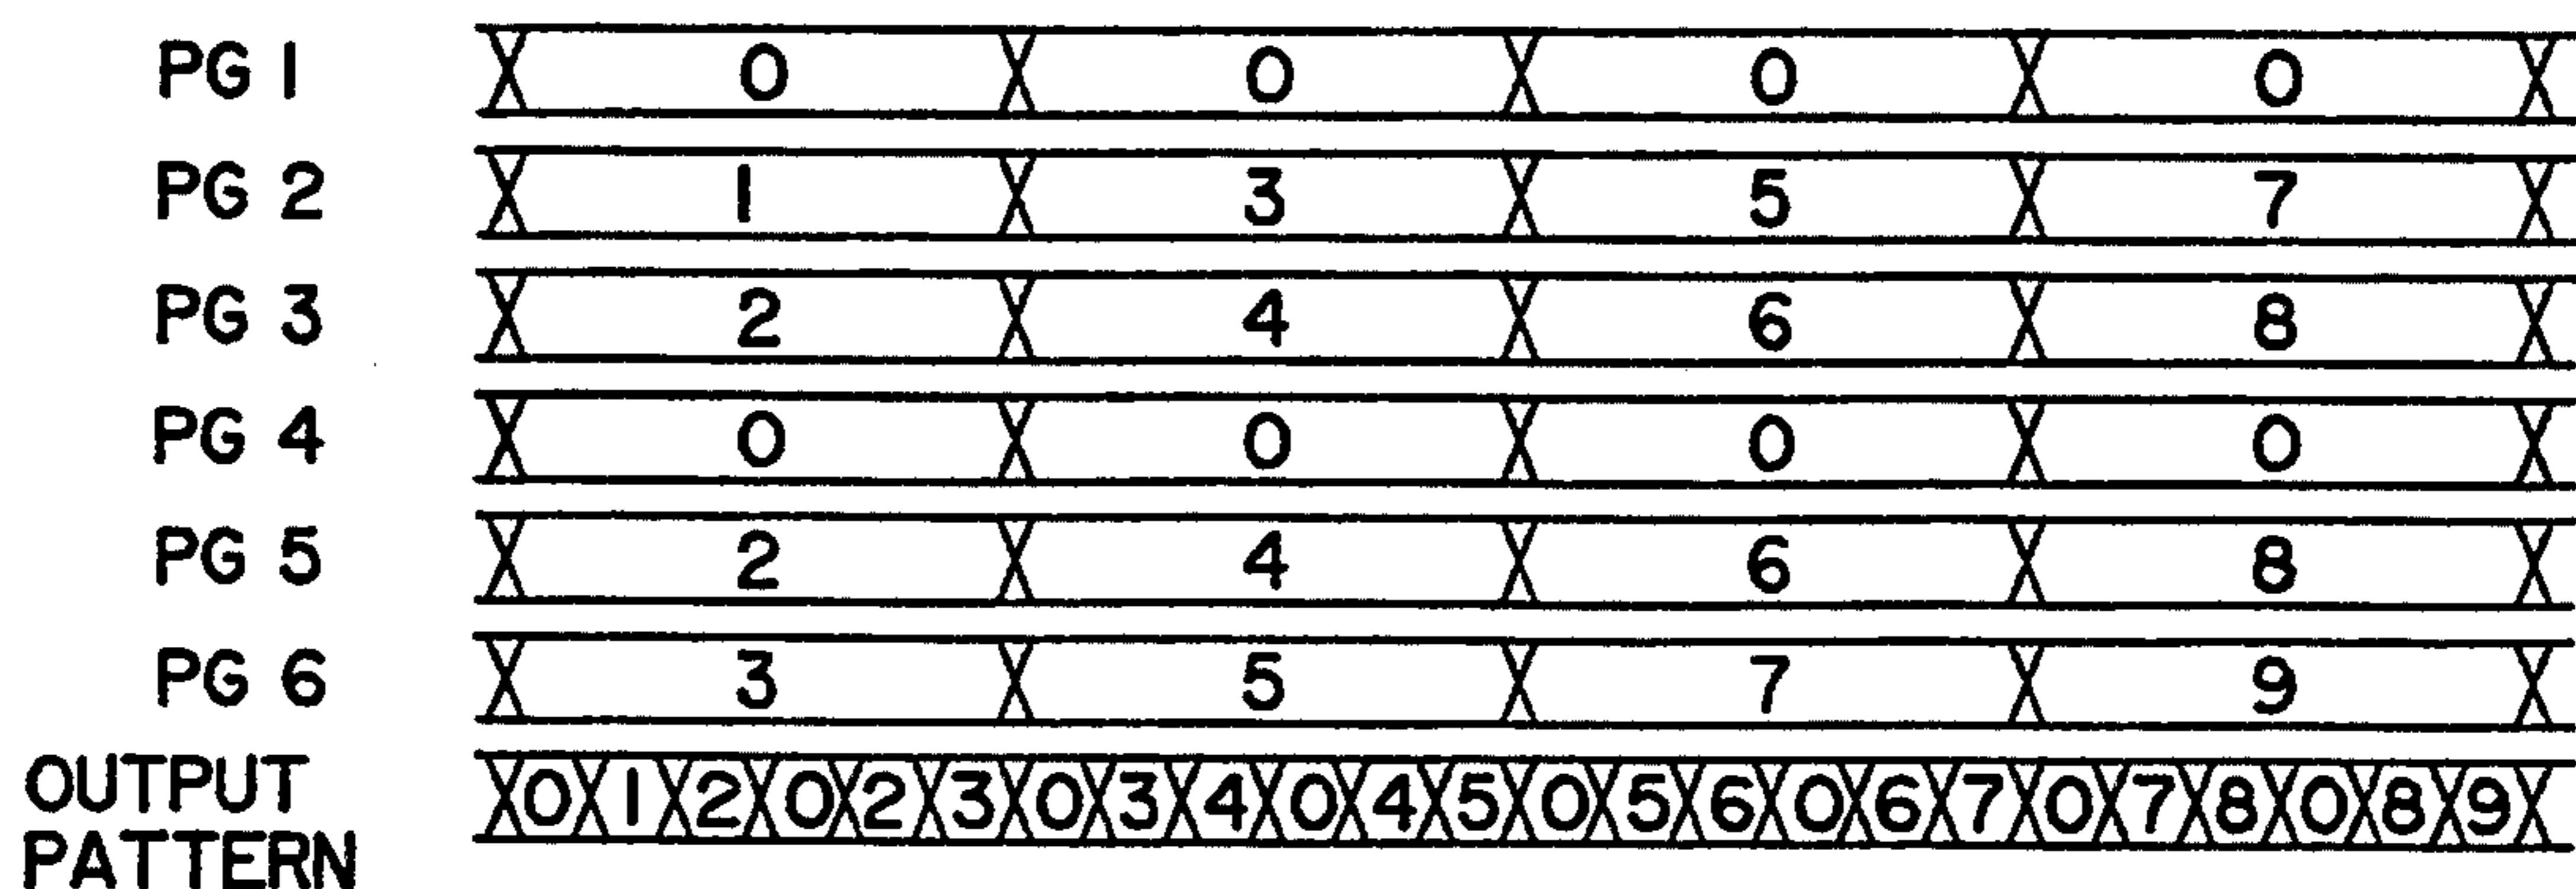 PG 1 0 0 0 0
PG 2 1 3 5 7
PG 3 2 4 6 8
PG 4 0 0 0 0
PG 5 2 4 6 8
PG 6 3 5 7 9
OUTPUT
PATTERN 0 1 2 0 2 3 0 3 4 0 4 5 0 5 6 0 6 7 0 7 8 0 8 9